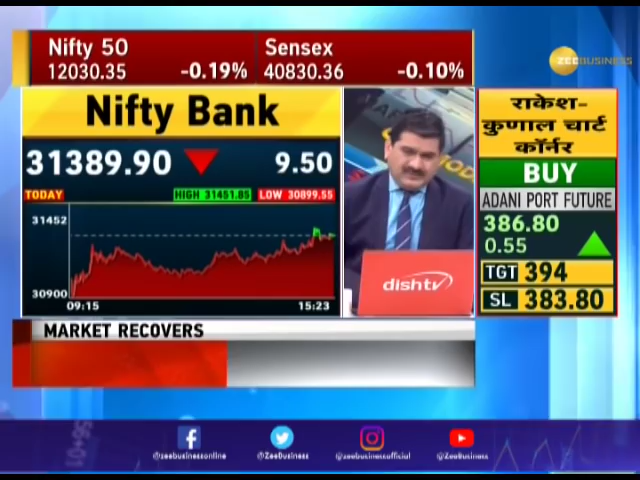 Nifty 50
12030.35 -0.19%
Sensex
40830.36 -0.10%
ZEEBUSINESS
Nifty Bank
31389.90 9.50
TODAY HIGH 31451.85 LOW 30899.55
31452
30900
09:15 15:23
dishtv
राकेश-
कुणाल चार्ट
कॉर्नर
BUY
ADANI PORT FUTURE
386.80
0.55
TGT 394
SL 383.80
MARKET RECOVERS
@zeebusinessonline @ZeeBusiness @zeebusinessofficial @ZeeBusiness